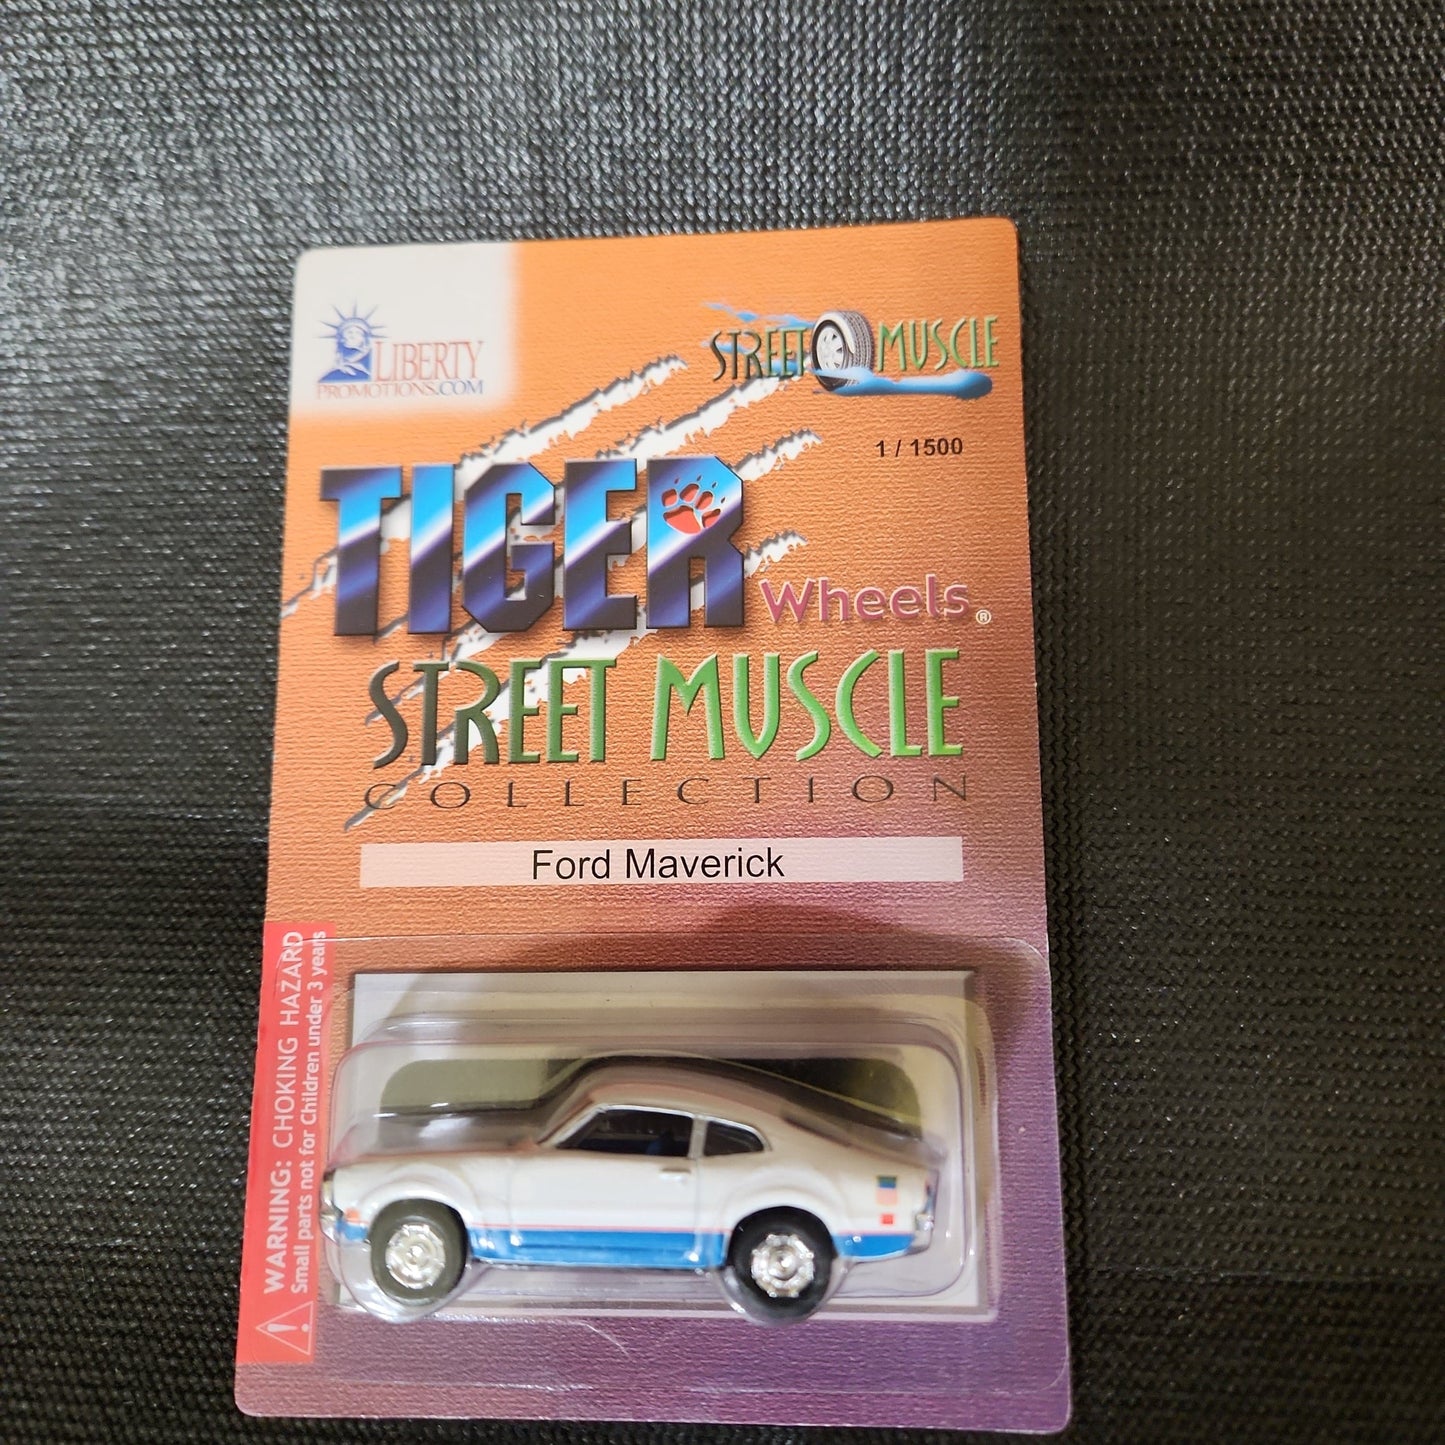 LIBERTY
PROMOTIONS.COM
STREET MUSCLE
1 / 1500
TIGER
Wheels®
STREET MUSCLE
COLLECTION
Ford Maverick
WARNING: CHOKING HAZARD
Small parts not for Children under 3 years